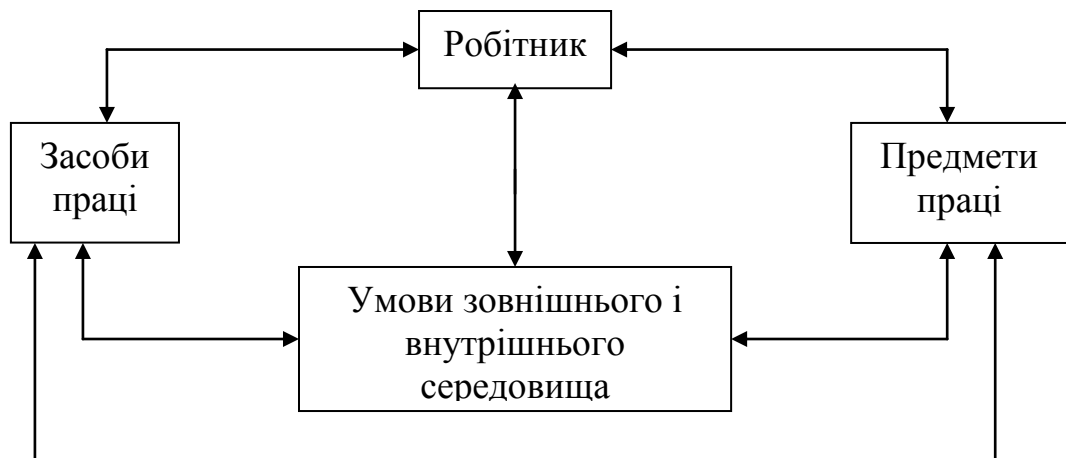 Робітник
Засоби
праці
Предмети
праці
Умови зовнішнього і
внутрішнього
середовища